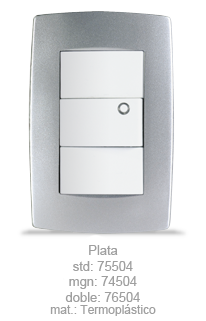 Plata
std: 75504
mgn: 74504
doble: 76504
mat.: Termoplástico